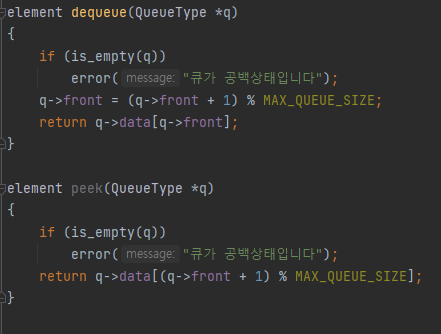 element dequeue(QueueType *q)
{
    if (is_empty(q))
        error( message: "큐가 공백상태입니다");
    q->front = (q->front + 1) % MAX_QUEUE_SIZE;
    return q->data[q->front];
}
element peek(QueueType *q)
{
    if (is_empty(q))
        error( message: "큐가 공백상태입니다");
    return q->data[(q->front + 1) % MAX_QUEUE_SIZE];
}